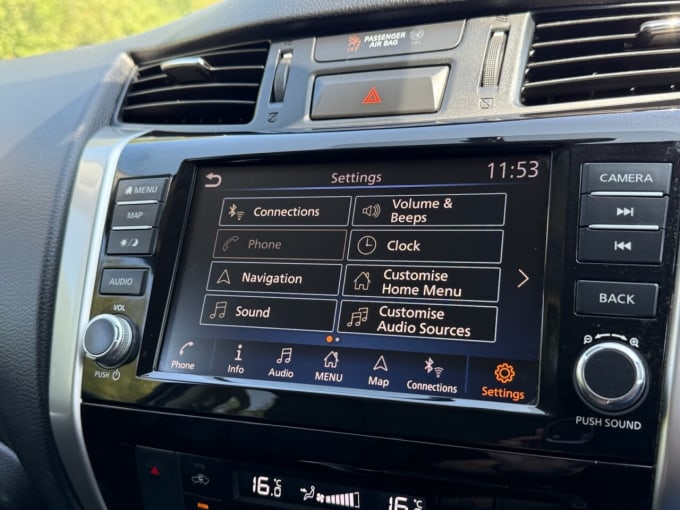 PASSENGER
AIR BAG
OFF
ON
Settings
11:53
MENU
MAP
AUDIO
VOL
PUSH
Connections
Volume &
Beeps
Phone
Clock
Navigation
Customise
Home Menu
Sound
Customise
Audio Sources
Phone
Info
Audio
MENU
Map
Connections
Settings
CAMERA
BACK
PUSH SOUND
16.0°C
16°C